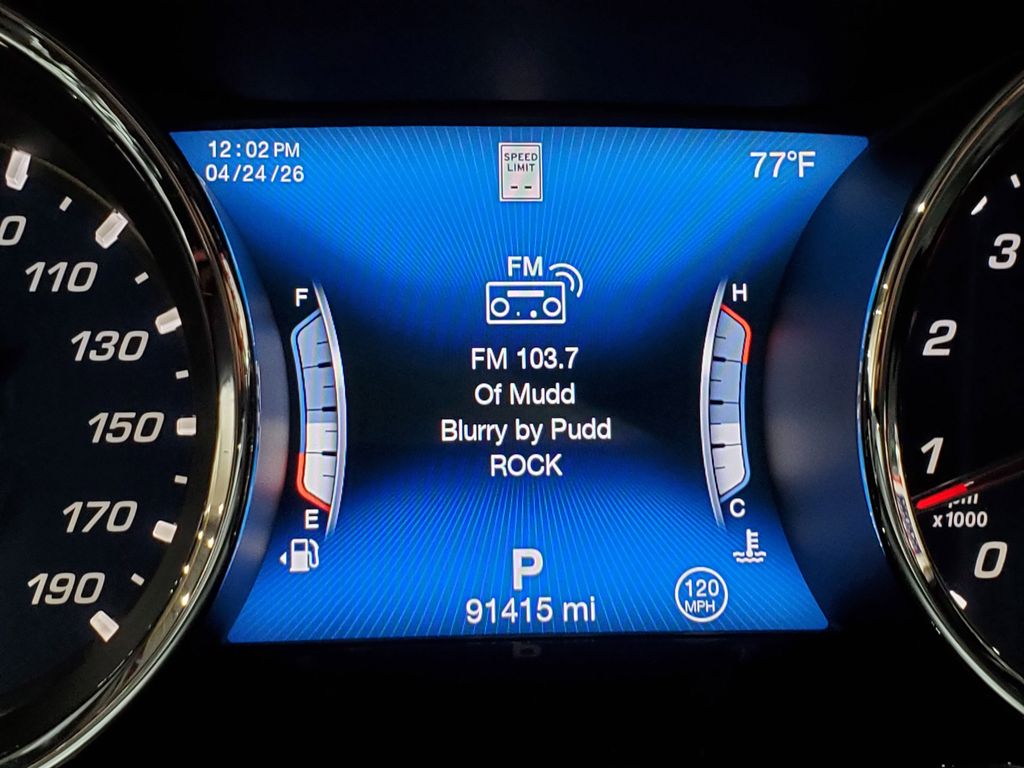 12:02 PM
04/24/26
SPEED
LIMIT
--
77°F
FM
FM 103.7
Of Mudd
Blurry by Pudd
ROCK
F
E
H
C
P
91415 mi
120
MPH
110
130
150
170
190
3
2
1
x1000
0